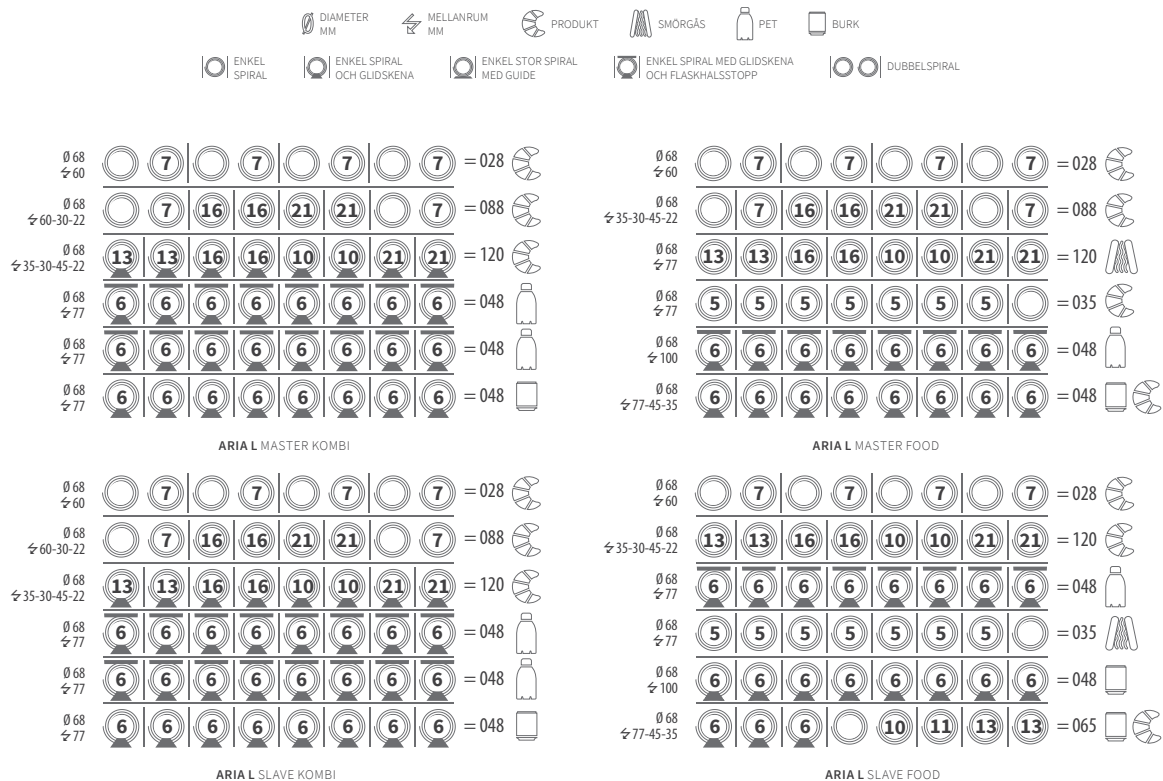 DIAMETER
MM
MELLANRUM
MM
PRODUKT
SMÖRGÅS
PET
BURK
ENKEL
SPIRAL
ENKEL SPIRAL
OCH GLIDSKENA
ENKEL STOR SPIRAL
MED GUIDE
ENKEL SPIRAL MED GLIDSKENA
OCH FLASKHALSSTOPP
DUBBELSPIRAL
Ø 68
60
7 7 7 7 = 028
Ø 68
60-30-22
7 16 16 21 21 7 = 088
Ø 68
35-30-45-22
13 13 16 16 10 10 21 21 = 120
Ø 68
77
6 6 6 6 6 6 6 6 = 048
Ø 68
77
6 6 6 6 6 6 6 6 = 048
Ø 68
77
6 6 6 6 6 6 6 6 = 048
ARIA L MASTER KOMBI
Ø 68
60
7 7 7 7 = 028
Ø 68
35-30-45-22
7 16 16 21 21 7 = 088
Ø 68
77
13 13 16 16 10 10 21 21 = 120
Ø 68
77
5 5 5 5 5 5 5 = 035
Ø 68
100
6 6 6 6 6 6 6 6 = 048
Ø 68
77-45-35
6 6 6 6 6 6 6 6 = 048
ARIA L MASTER FOOD
Ø 68
60
7 7 7 7 = 028
Ø 68
60-30-22
7 16 16 21 21 7 = 088
Ø 68
35-30-45-22
13 13 16 16 10 10 21 21 = 120
Ø 68
77
6 6 6 6 6 6 6 6 = 048
Ø 68
77
6 6 6 6 6 6 6 6 = 048
Ø 68
77
6 6 6 6 6 6 6 6 = 048
ARIA L SLAVE KOMBI
Ø 68
60
7 7 7 7 = 028
Ø 68
35-30-45-22
13 13 16 16 10 10 21 21 = 120
Ø 68
77
6 6 6 6 6 6 6 6 = 048
Ø 68
77
5 5 5 5 5 5 5 = 035
Ø 68
100
6 6 6 6 6 6 6 6 = 048
Ø 68
77-45-35
6 6 6 10 11 13 13 = 065
ARIA L SLAVE FOOD